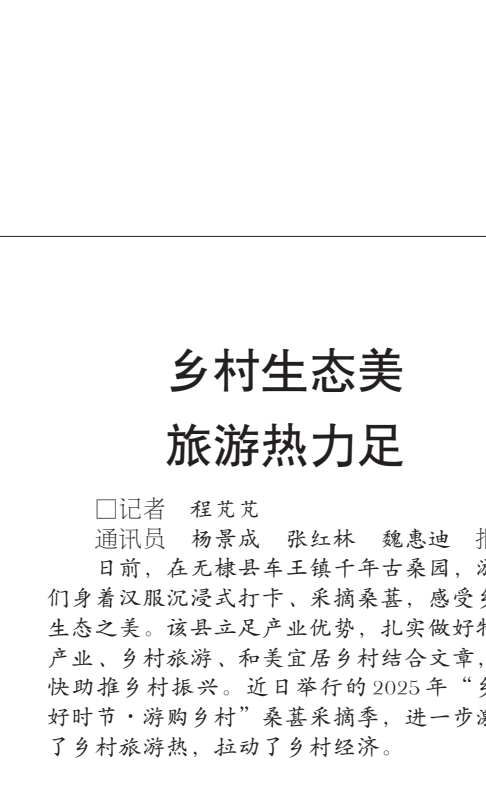 乡村生态美
旅游热力足
□记者 程芃芃
通讯员 杨景成 张红林 魏惠迪
日前，在无棣县车王镇千年古桑园，
们身着汉服沉浸式打卡、采摘桑葚，感受
生态之美。该县立足产业优势，扎实做好
产业、乡村旅游、和美宜居乡村结合文章，
快助推乡村振兴。近日举行的2025年“
好时节·游购乡村”桑葚采摘季，进一步
了乡村旅游热，拉动了乡村经济。